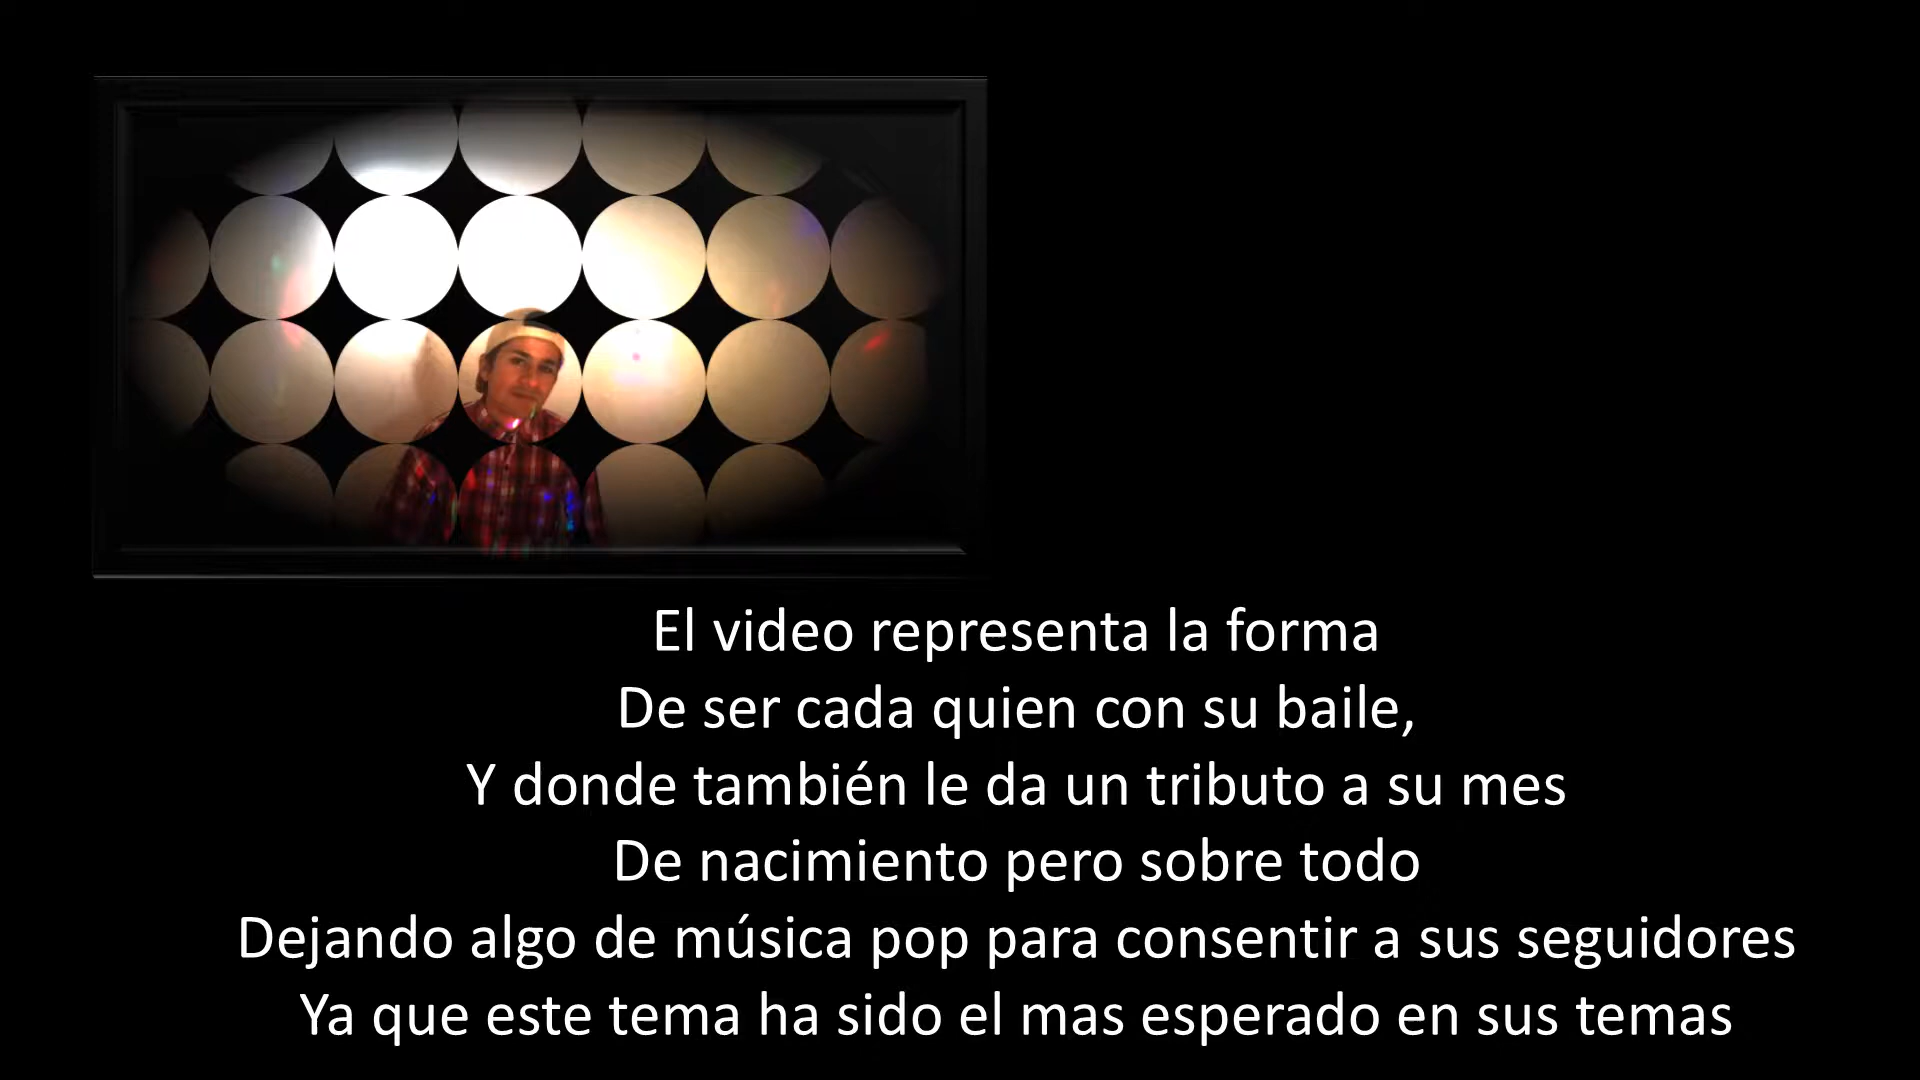 El video representa la forma
De ser cada quien con su baile,
Y donde también le da un tributo a su mes
De nacimiento pero sobre todo
Dejando algo de música pop para consentir a sus seguidores
Ya que este tema ha sido el mas esperado en sus temas